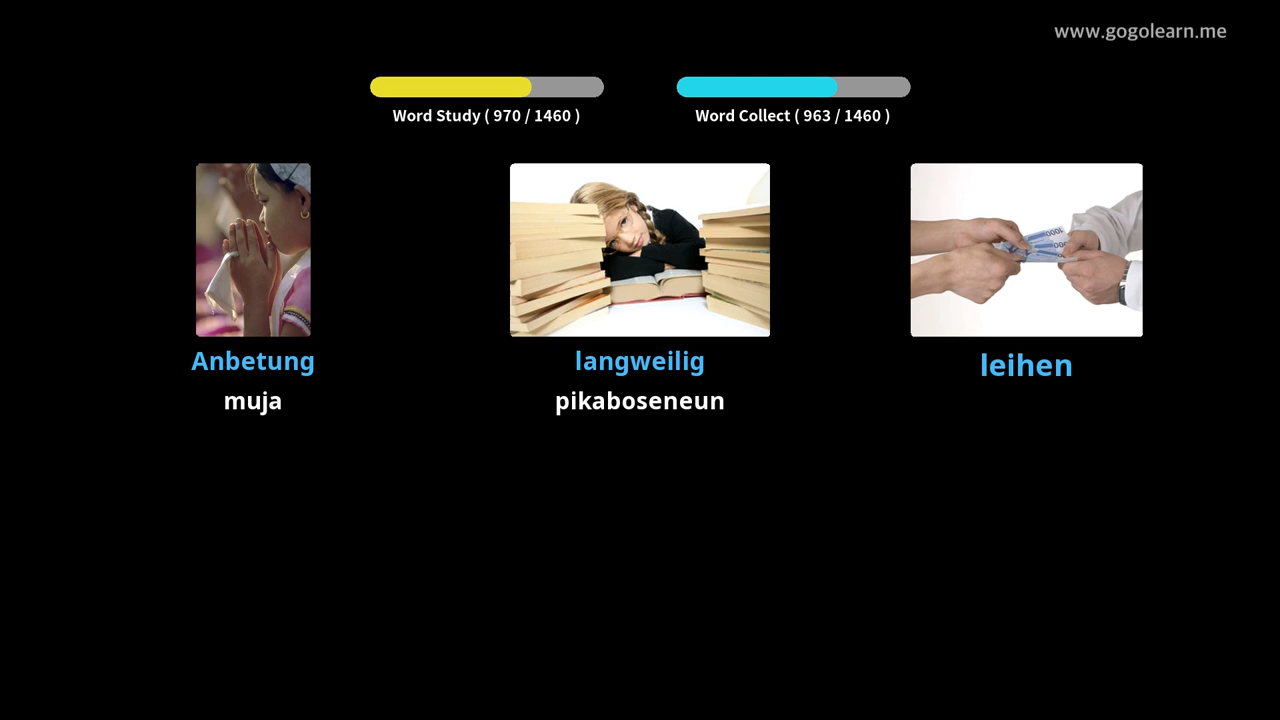 www.gogolearn.me
Word Study ( 970 / 1460 )
Word Collect ( 963 / 1460 )
Anbetung
langweilig
leihen
muja
pikaboseneun